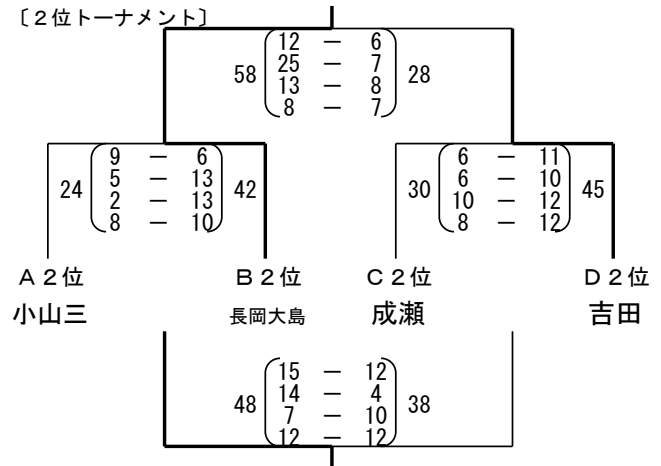 〔２位トーナメント〕
12 － 6
58 25 － 7 28
13 － 8
8 － 7
9 － 6 6 － 11
24 5 － 13 42 30 6 － 10 45
2 － 13 10 － 12
8 － 10 8 － 12
Ａ２位 Ｂ２位 Ｃ２位 Ｄ２位
小山三 長岡大島 成瀬 吉田
15 － 12
48 14 － 4 38
7 － 10
12 － 12